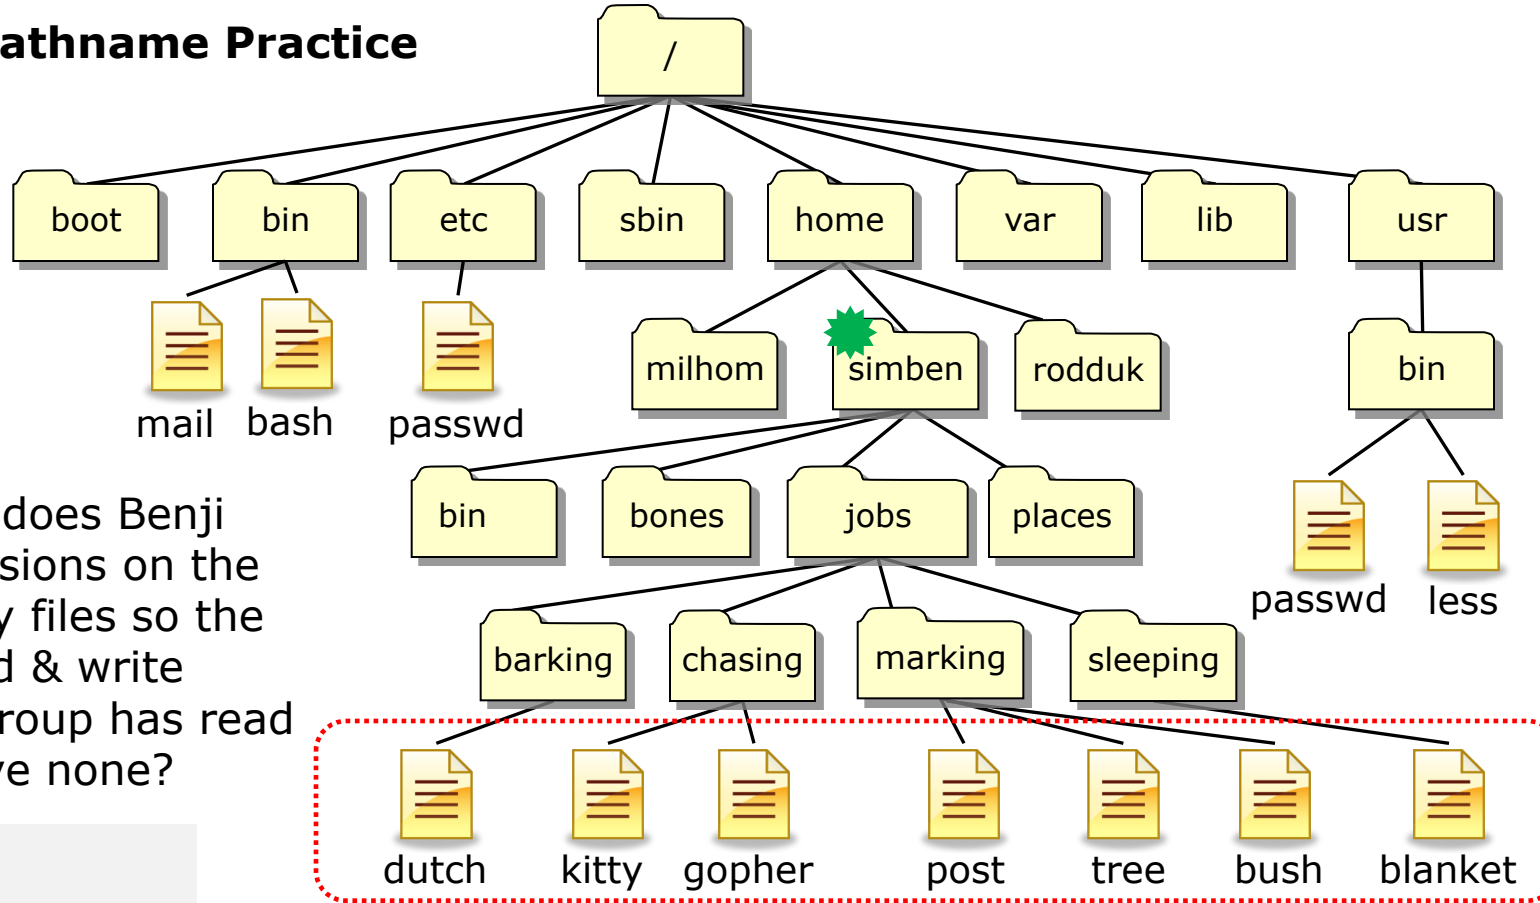 athname Practice
/
boot bin etc sbin home var lib usr
milhom simben rodduk bin
mail bash passwd
bin bones jobs places
does Benji
sions on the
y files so the
d & write
roup has read
ve none?
passwd less
barking chasing marking sleeping
dutch kitty gopher post tree bush blanket